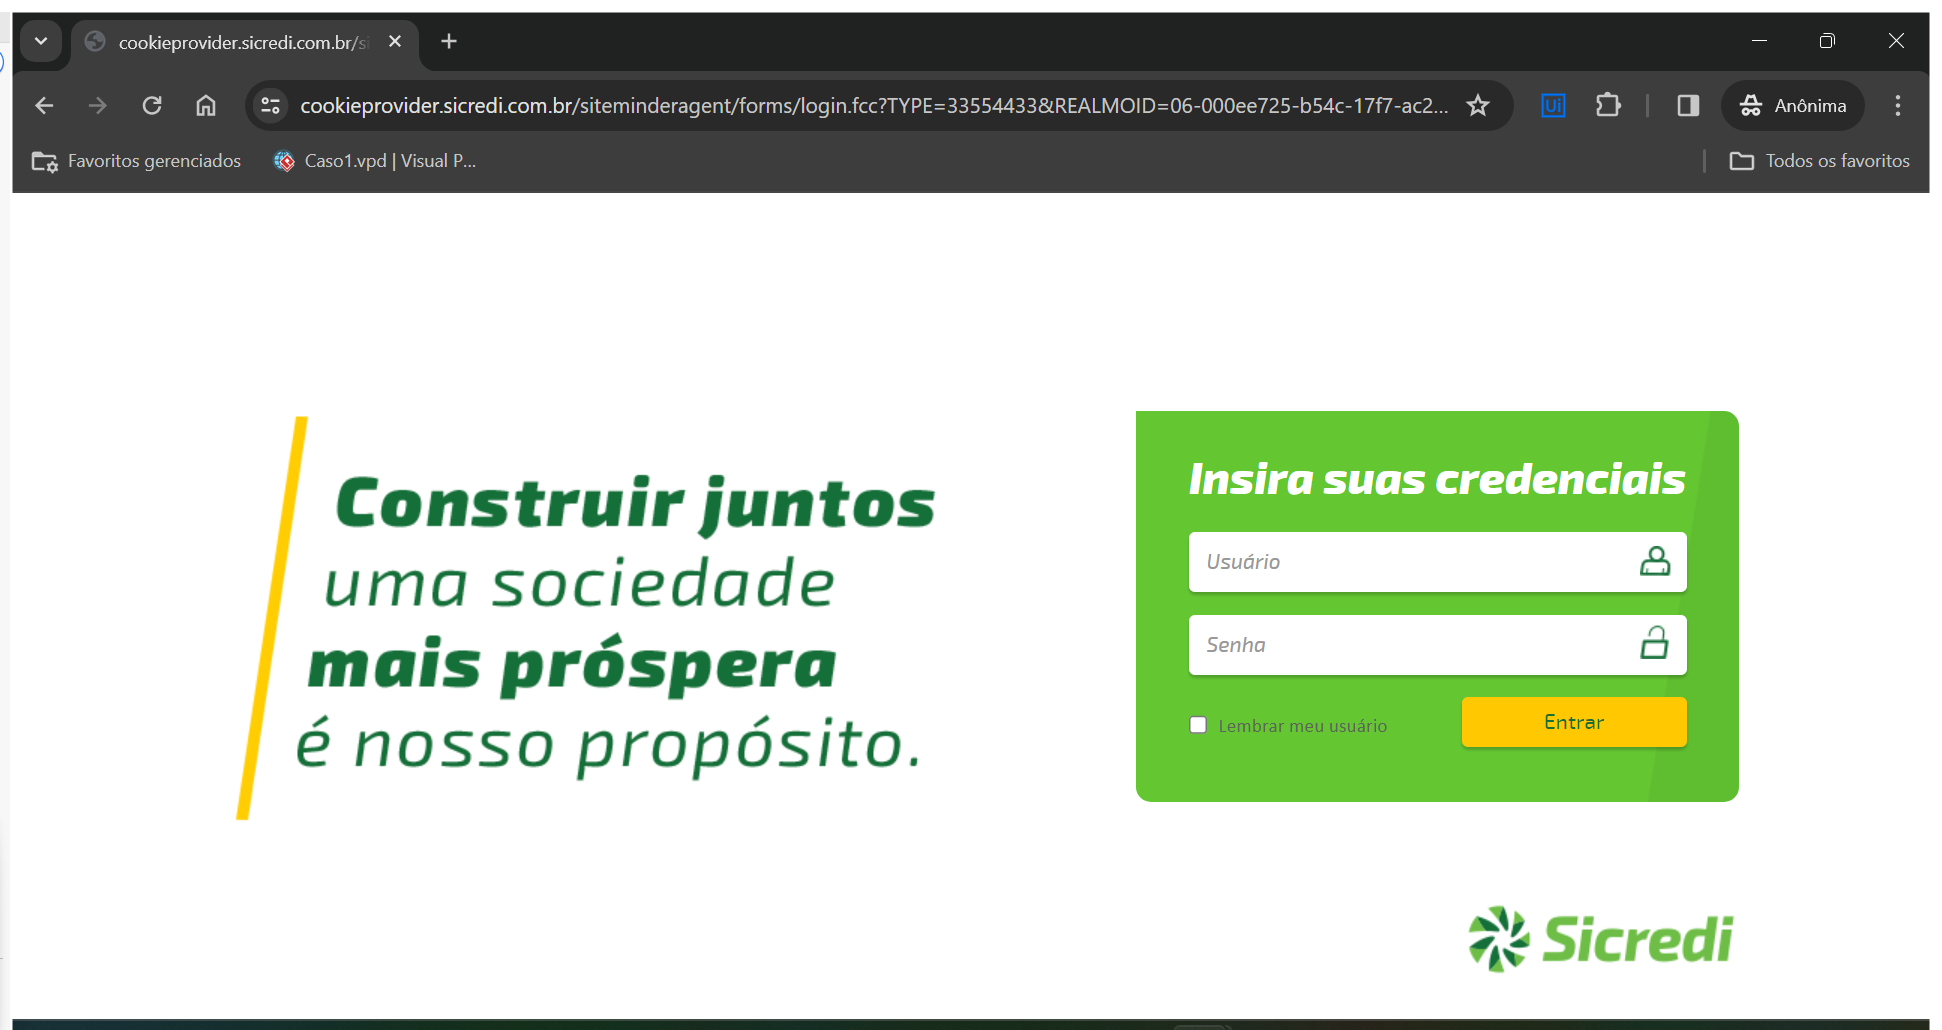 cookieprovider.sicredi.com.br/si
cookieprovider.sicredi.com.br/siteminderagent/forms/login.fcc?TYPE=33554433&REALMOID=06-000ee725-b54c-17f7-ac2...
Ui
Anônima
Favoritos gerenciados
Caso1.vpd | Visual P...
Todos os favoritos
Construir juntos
uma sociedade
mais próspera
é nosso propósito.
Insira suas credenciais
Usuário
Senha
Lembrar meu usuário
Entrar
Sicredi